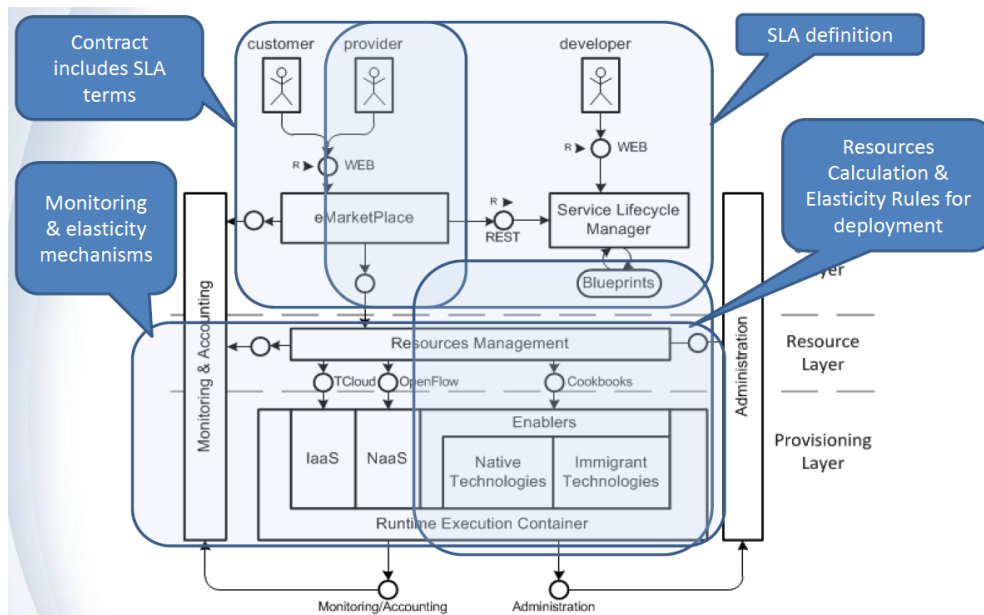 Contract
includes SLA
terms
customer
provider
developer
SLA definition
R
WEB
R
WEB
Resources
Calculation &
Elasticity Rules for
deployment
Monitoring
& elasticity
mechanisms
eMarketPlace
R
REST
Service Lifecycle
Manager
Blueprints
Layer
Monitoring & Accounting
Resources Management
Administration
Resource
Layer
TCloud
OpenFlow
Cookbooks
Enablers
IaaS
NaaS
Native
Technologies
Immigrant
Technologies
Provisioning
Layer
Runtime Execution Container
Monitoring/Accounting
Administration